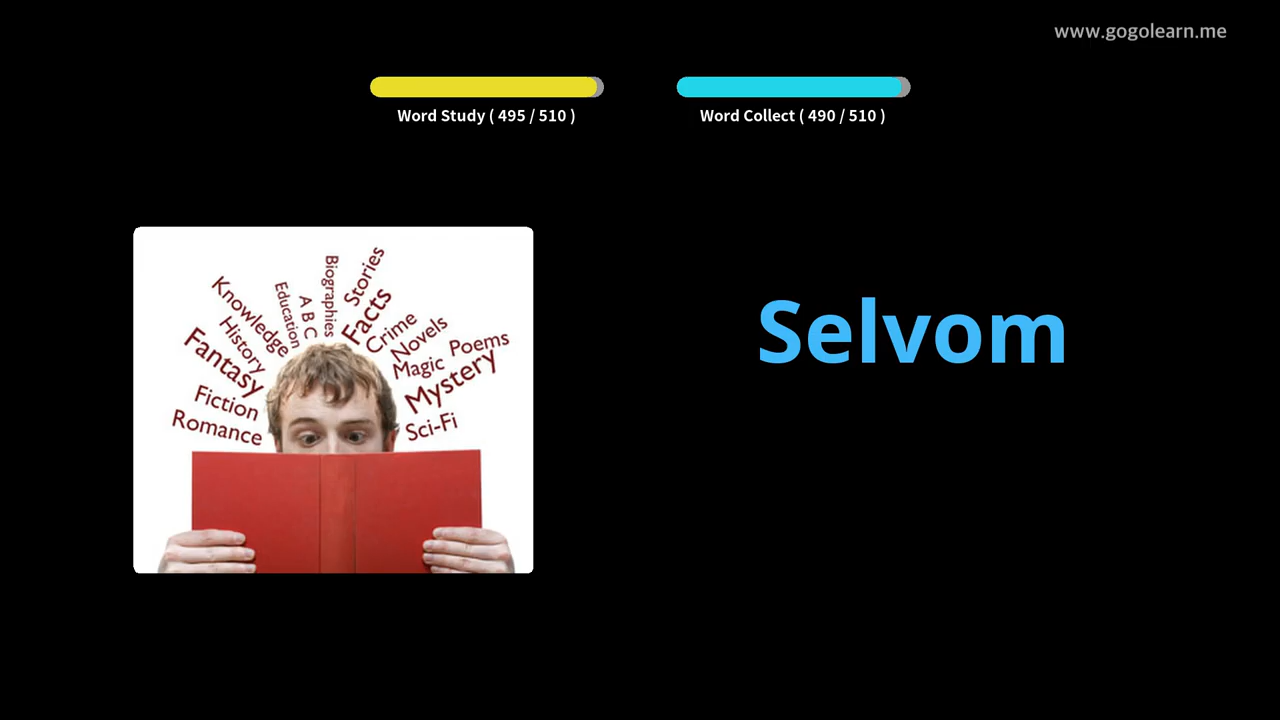 www.gogolearn.me
Word Study ( 495 / 510 )
Word Collect ( 490 / 510 )
Selvom
Biographies
Stories
Education
A B C
Facts
Knowledge
Crime
History
Novels
Fantasy
Magic
Poems
Mystery
Fiction
Romance
Sci-Fi